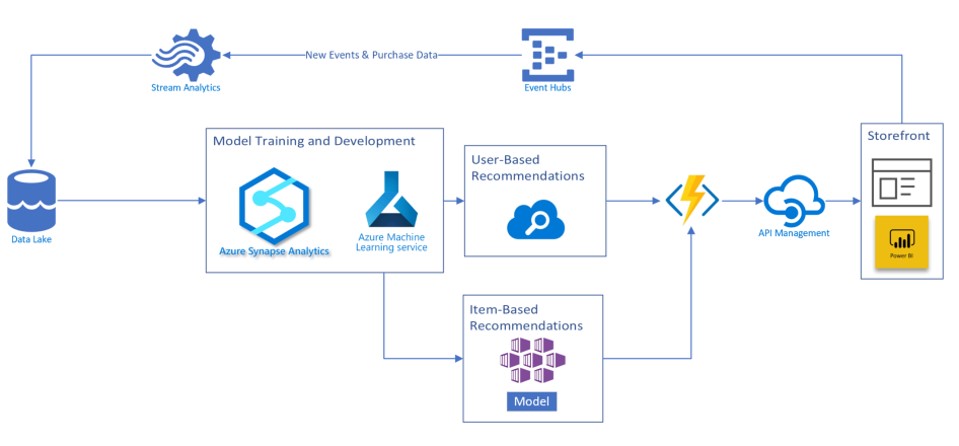 New Events & Purchase Data
Stream Analytics
Event Hubs
Model Training and Development
Azure Synapse Analytics
Azure Machine
Learning service
User-Based
Recommendations
Storefront
Data Lake
API Management
Power BI
Item-Based
Recommendations
Model